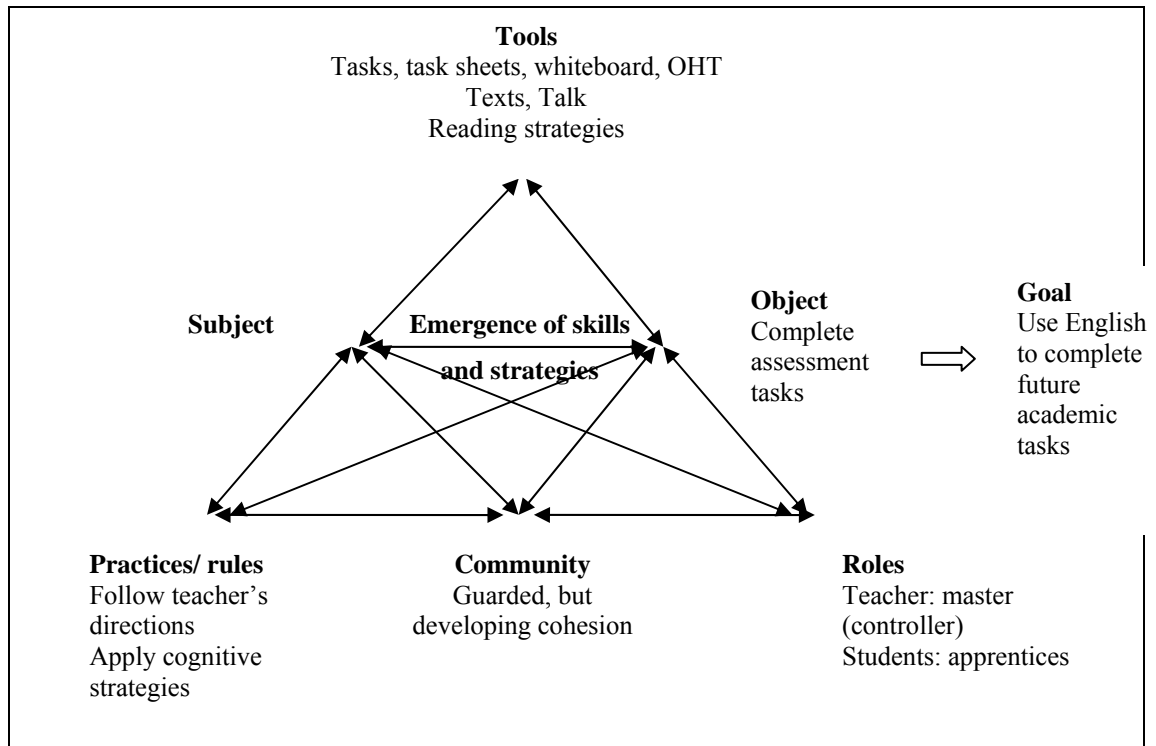 Tools
Tasks, task sheets, whiteboard, OHT
Texts, Talk
Reading strategies
Subject
Emergence of skills
and strategies
Object
Complete
assessment
tasks
Goal
Use English
to complete
future
academic
tasks
Practices/ rules
Follow teacher’s
directions
Apply cognitive
strategies
Community
Guarded, but
developing cohesion
Roles
Teacher: master
(controller)
Students: apprentices